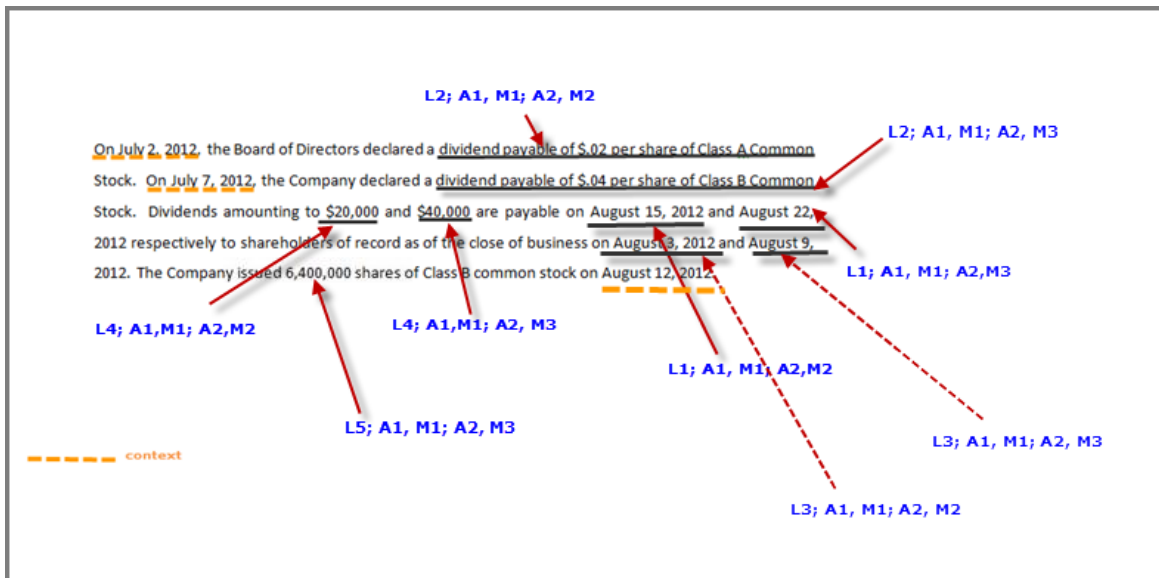 L2; A1, M1; A2, M2
L2; A1, M1; A2, M3
On July 2, 2012, the Board of Directors declared a dividend payable of $.02 per share of Class A Common
Stock. On July 7, 2012, the Company declared a dividend payable of $.04 per share of Class B Common
Stock. Dividends amounting to $20,000 and $40,000 are payable on August 15, 2012 and August 22,
2012 respectively to shareholders of record as of the close of business on August 3, 2012 and August 9,
2012. The Company issued 6,400,000 shares of Class B common stock on August 12, 2012.
L1; A1, M1; A2,M3
L4; A1,M1; A2,M2
L4; A1,M1; A2, M3
L1; A1, M1; A2,M2
L5; A1, M1; A2, M3
L3; A1, M1; A2, M3
context
L3; A1, M1; A2, M2